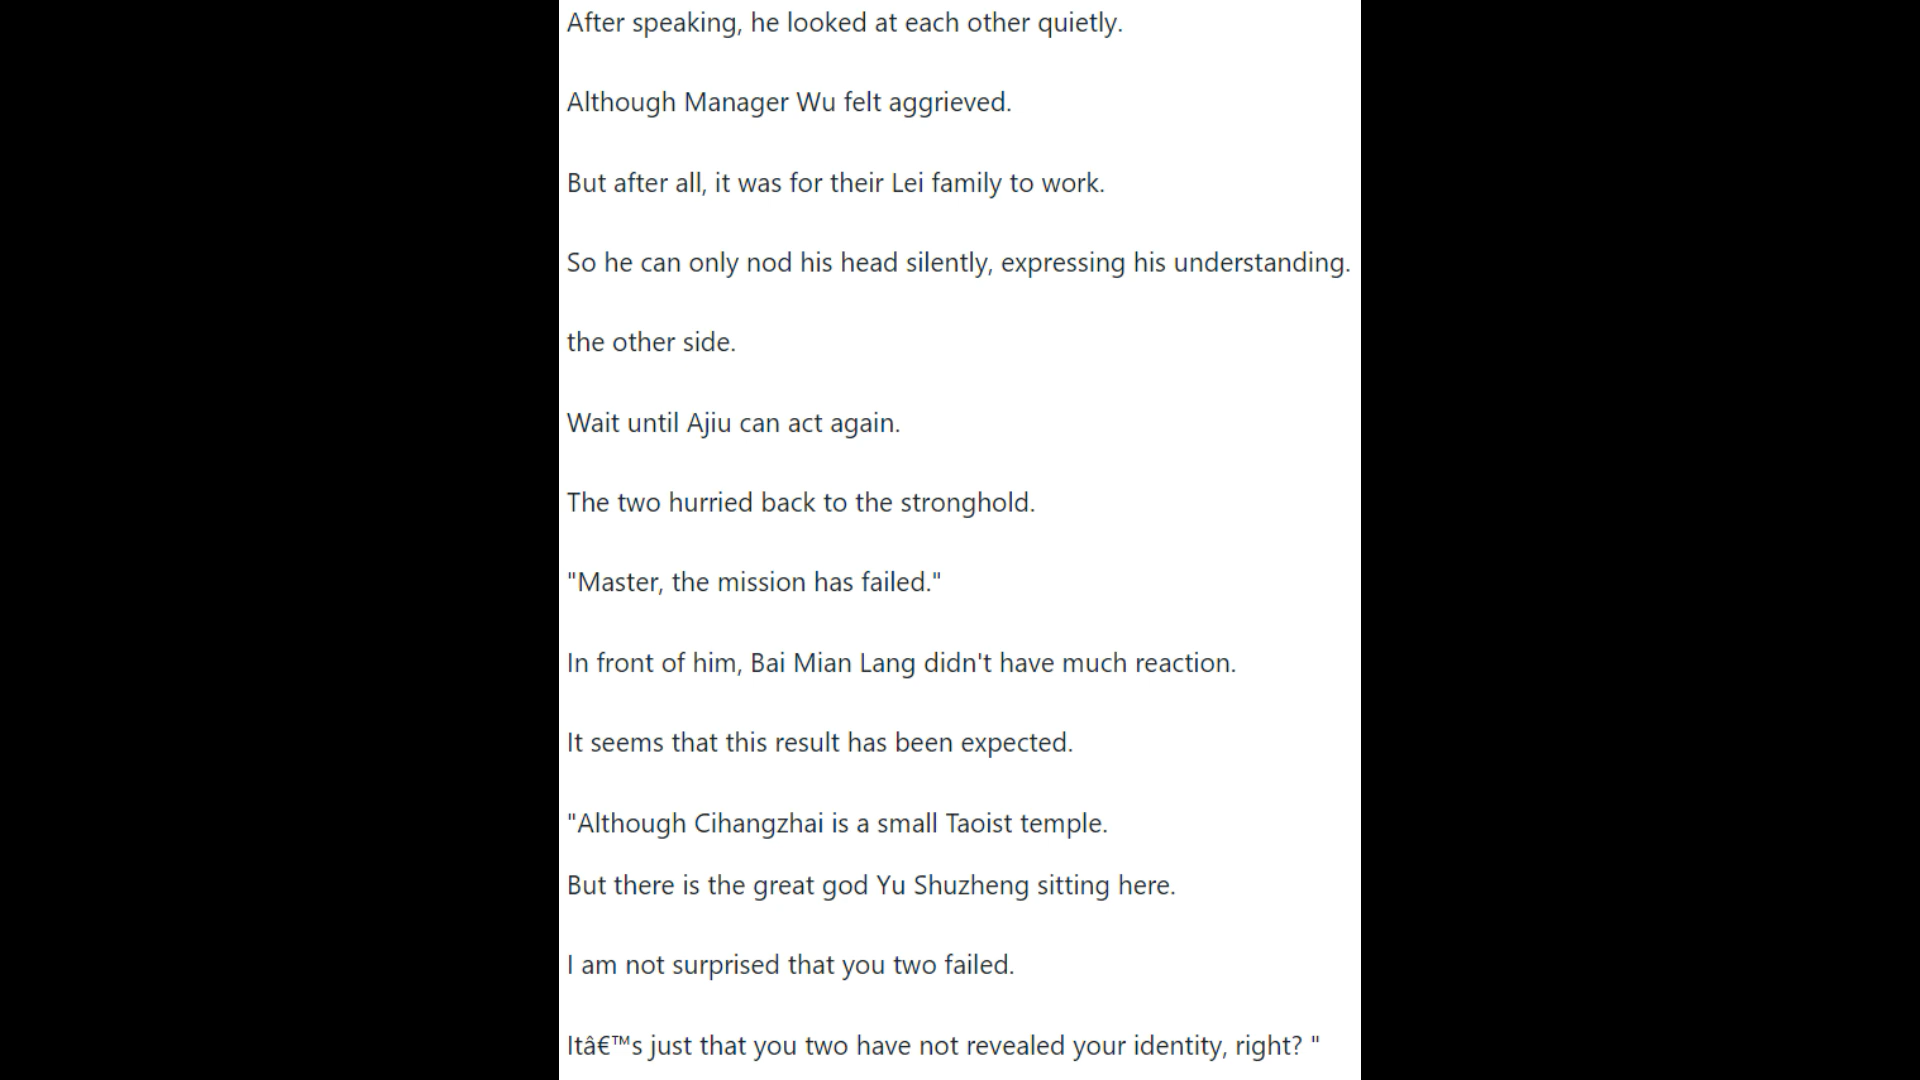 After speaking, he looked at each other quietly.
Although Manager Wu felt aggrieved.
But after all, it was for their Lei family to work.
So he can only nod his head silently, expressing his understanding.
the other side.
Wait until Ajiu can act again.
The two hurried back to the stronghold.
"Master, the mission has failed."
In front of him, Bai Mian Lang didn't have much reaction.
It seems that this result has been expected.
"Although Cihangzhai is a small Taoist temple.
But there is the great god Yu Shuzheng sitting here.
I am not surprised that you two failed.
Itâ€™s just that you two have not revealed your identity, right? "